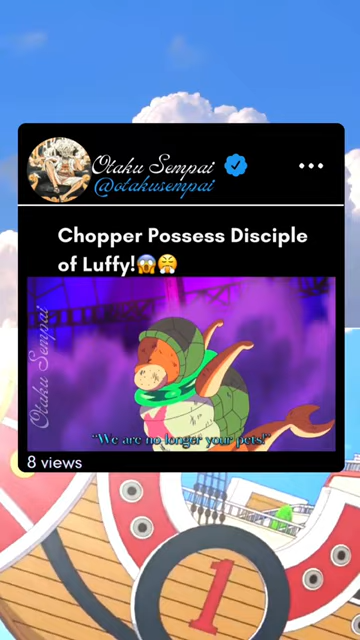 Otaku Sempai
@otakusempai
Chopper Possess Disciple
of Luffy!😱😤
Otaku Sempai
"We are no longer your pets!"
8 views
1